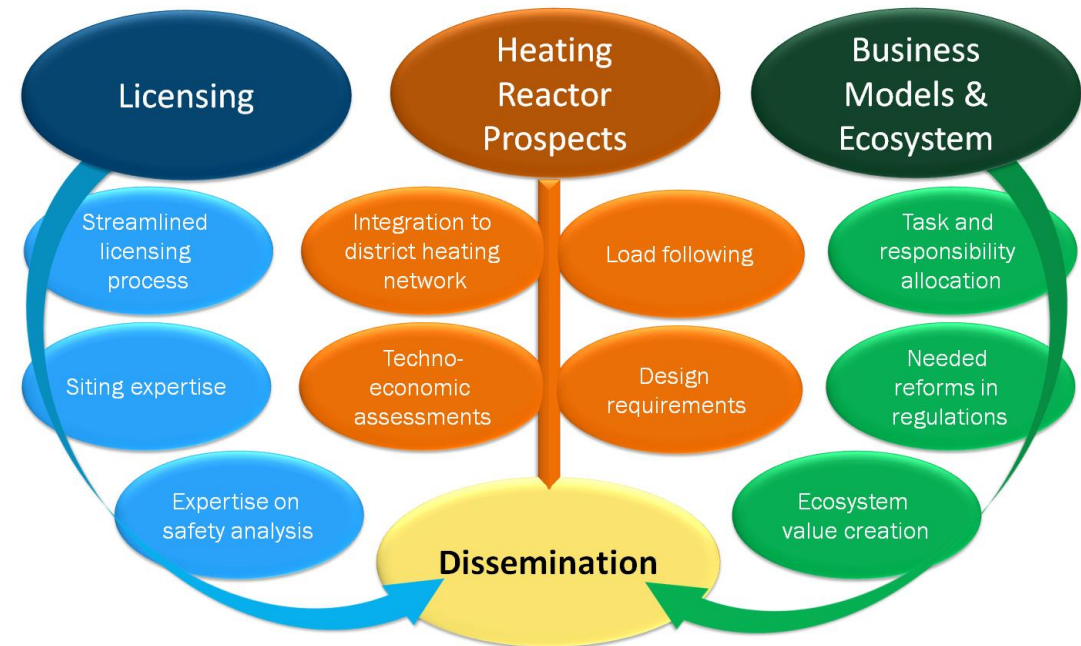 Licensing
Heating
Reactor
Prospects
Business
Models &
Ecosystem
Streamlined
licensing
process
Integration to
district heating
network
Load following
Task and
responsibility
allocation
Siting expertise
Techno-
economic
assessments
Design
requirements
Needed
reforms in
regulations
Expertise on
safety analysis
Ecosystem
value creation
Dissemination